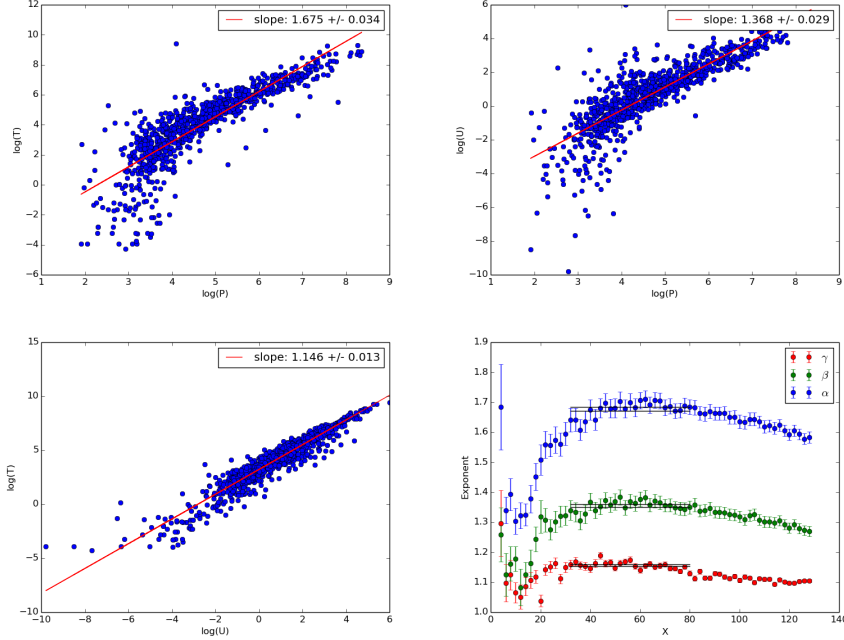 slope: 1.675 +/- 0.034
12
10
8
6
4
2
0
−2
−4
−6
log(T)
1 2 3 4 5 6 7 8 9
log(P)
slope: 1.368 +/- 0.029
6
4
2
0
−2
−4
−6
−8
−10
log(U)
1 2 3 4 5 6 7 8 9
log(P)
slope: 1.146 +/- 0.013
15
10
5
0
−5
−10
log(T)
−10 −8 −6 −4 −2 0 2 4 6
log(U)
γ
β
α
1.9
1.8
1.7
1.6
1.5
1.4
1.3
1.2
1.1
1.0
Exponent
0 20 40 60 80 100 120 140
X